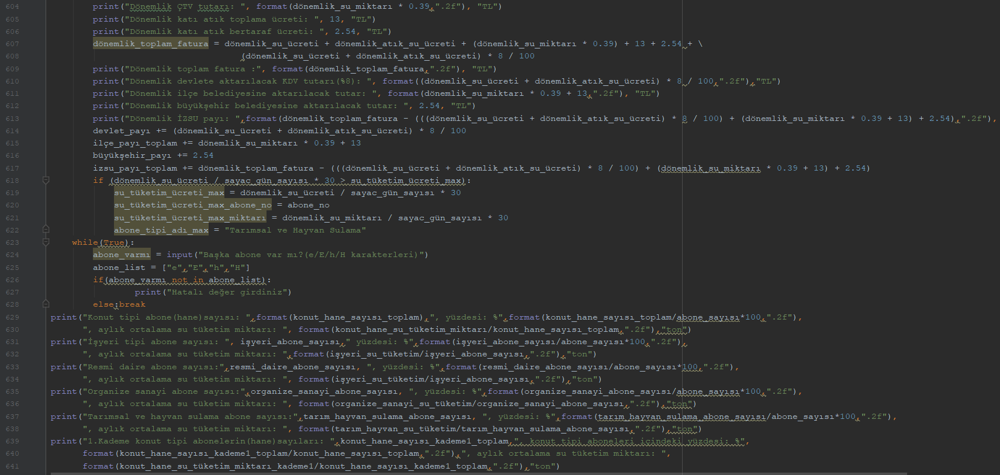 604 print("Dönemlik ÇTV tutarı: ", format(dönemlik_su_miktarı * 0.39,".2f"), "TL")
605 print("Dönemlik katı atık toplama ücreti: ", 13, "TL")
606 print("Dönemlik katı atık bertaraf ücreti: ", 2.54, "TL")
607 dönemlik_toplam_fatura = dönemlik_su_ücreti + dönemlik_atık_su_ücreti + (dönemlik_su_miktarı * 0.39) + 13 + 2.54 + \
608 (dönemlik_su_ücreti + dönemlik_atık_su_ücreti) * 8 / 100
609 print("Dönemlik toplam fatura :", format(dönemlik_toplam_fatura,".2f"), "TL")
610 print("Dönemlik devlete aktarılacak KDV tutarı(%8): ", format((dönemlik_su_ücreti + dönemlik_atık_su_ücreti) * 8 / 100,".2f"),"TL")
611 print("Dönemlik ilçe belediyesine aktarılacak tutar: ", format(dönemlik_su_miktarı * 0.39 + 13,".2f"), "TL")
612 print("Dönemlik büyükşehir belediyesine aktarılacak tutar: ", 2.54, "TL")
613 print("Dönemlik İZSU payı: ",format(dönemlik_toplam_fatura - (((dönemlik_su_ücreti + dönemlik_atık_su_ücreti) * 8 / 100) + (dönemlik_su_miktarı * 0.39 + 13) + 2.54),".2f"),
614 devlet_payı += (dönemlik_su_ücreti + dönemlik_atık_su_ücreti) * 8 / 100
615 ilçe_payı_toplam += dönemlik_su_miktarı * 0.39 + 13
616 büyükşehir_payı += 2.54
617 izsu_payı_toplam += dönemlik_toplam_fatura - (((dönemlik_su_ücreti + dönemlik_atık_su_ücreti) * 8 / 100) + (dönemlik_su_miktarı * 0.39 + 13) + 2.54)
618 if (dönemlik_su_ücreti / sayac_gün_sayısı * 30 > su_tüketim_ücreti_max):
619 su_tüketim_ücreti_max = dönemlik_su_ücreti / sayac_gün_sayısı * 30
620 su_tüketim_ücreti_max_abone_no = abone_no
621 su_tüketim_ücret_max_miktarı = dönemlik_su_miktarı / sayac_gün_sayısı * 30
622 abone_tipi_adı_max = "Tarımsal ve Hayvan Sulama"
623 while(True):
624 abone_varmı = input("Başka abone var mı?(e/E/h/H karakterleri)")
625 abone_list = ["e","E","h","H"]
626 if(abone_varmı not in abone_list):
627 print("Hatalı değer girdiniz")
628 else:break
629 print("Konut tipi abone(hane)sayısı: ",format(konut_hane_sayısı_toplam),", yüzdesi: %",format(konut_hane_sayısı_toplam/abone_sayısı*100,".2f"),
630 ", aylık ortalama su tüketim miktarı: ", format(konut_hane_su_tüketim_miktarı/konut_hane_sayısı_toplam,".2f"),"ton")
631 print("İşyeri tipi abone sayısı: ", işyeri_abone_sayısı," yüzdesi: %",format(işyeri_abone_sayısı/abone_sayısı*100,".2f"),
632 ", aylık ortalama su tüketim miktarı: ",format(işyeri_su_tüketim/işyeri_abone_sayısı,".2f"),"ton")
633 print("Resmi daire abone sayısı:",resmi_daire_abone_sayısı, ", yüzdesi: %",format(resmi_daire_abone_sayısı/abone_sayısı*100,".2f"),
634 ", aylık ortalama su tüketim miktarı: ", format(işyeri_su_tüketim/işyeri_abone_sayısı,".2f"),"ton")
635 print("Organize sanayi abone sayısı:",organize_sanayi_abone_sayısı, ", yüzdesi: %",format(organize_sanayi_abone_sayısı/abone_sayısı*100,".2f"),
636 ", aylık ortalama su tüketim miktarı: ", format(organize_sanayi_su_tüketim/organize_sanayi_abone_sayısı,".2f"),"ton")
637 print("Tarımsal ve hayvan sulama abone sayısı:",tarım_hayvan_sulama_abone_sayısı, ", yüzdesi: %",format(tarım_hayvan_sulama_abone_sayısı/abone_sayısı*100,".2f"),
638 ", aylık ortalama su tüketim miktarı: ", format(tarım_hayvan_su_tüketim/tarım_hayvan_sulama_abone_sayısı,".2f"),"ton")
639 print("1.Kademe konut tipi abonelerin(hane)sayıları: ",konut_hane_sayısı_kademe1_toplam,", konut tipi aboneleri içindeki yüzdesi: %",
640 format(konut_hane_sayısı_kademe1_toplam/konut_hane_sayısı_toplam,".2f"),", aylık ortalama su tüketim miktarı: ",
641 format(konut_hane_su_tüketim_miktarı_kademe1/konut_hane_sayısı_kademe1_toplam,".2f"),"ton")